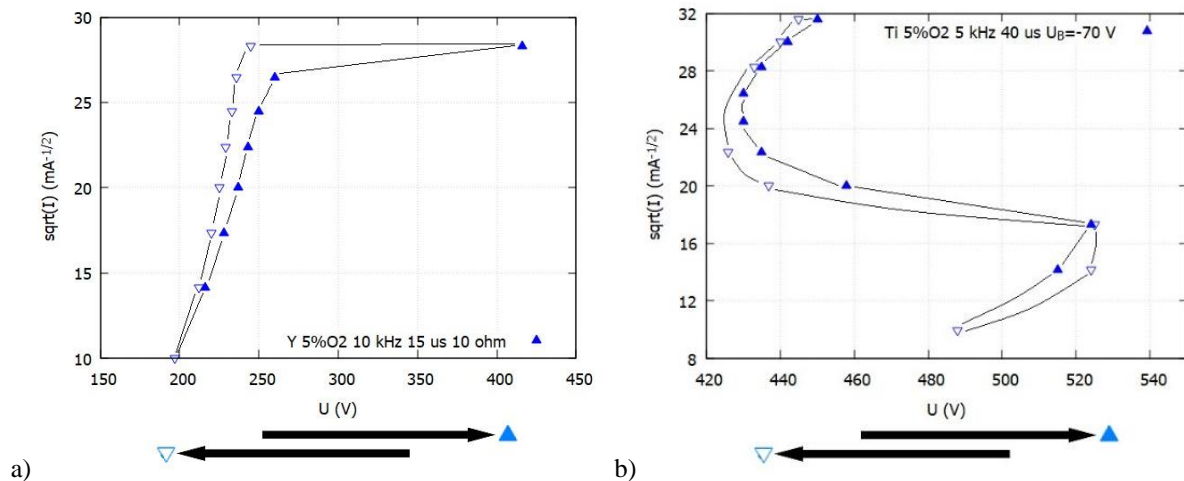 30
25
20
15
10
sqrt(I) (mA-1/2)
Y 5%O2 10 kHz 15 us 10 ohm
150 200 250 300 350 400 450
U (V)
a)
32
28
24
20
16
12
8
sqrt(I) (mA-1/2)
Ti 5%O2 5 kHz 40 us UB=-70 V
420 440 460 480 500 520 540
U (V)
b)